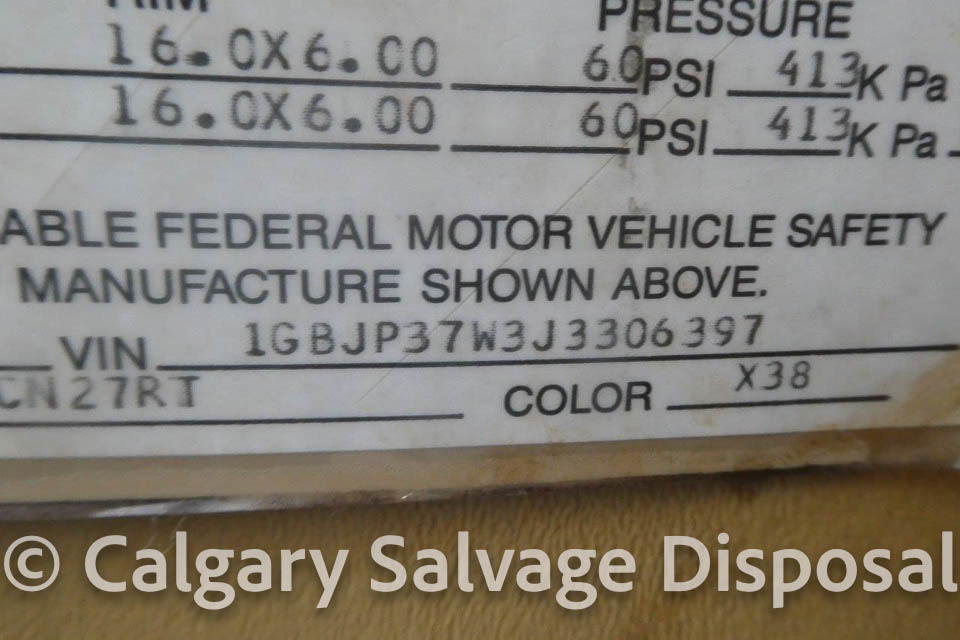 RIM PRESSURE
16.0X6.00 60PSI 413K Pa
16.0X6.00 60PSI 413K Pa
ABLE FEDERAL MOTOR VEHICLE SAFETY
MANUFACTURE SHOWN ABOVE.
VIN 1GBJP37W3J3306397
CN27RT COLOR X38
© Calgary Salvage Disposal